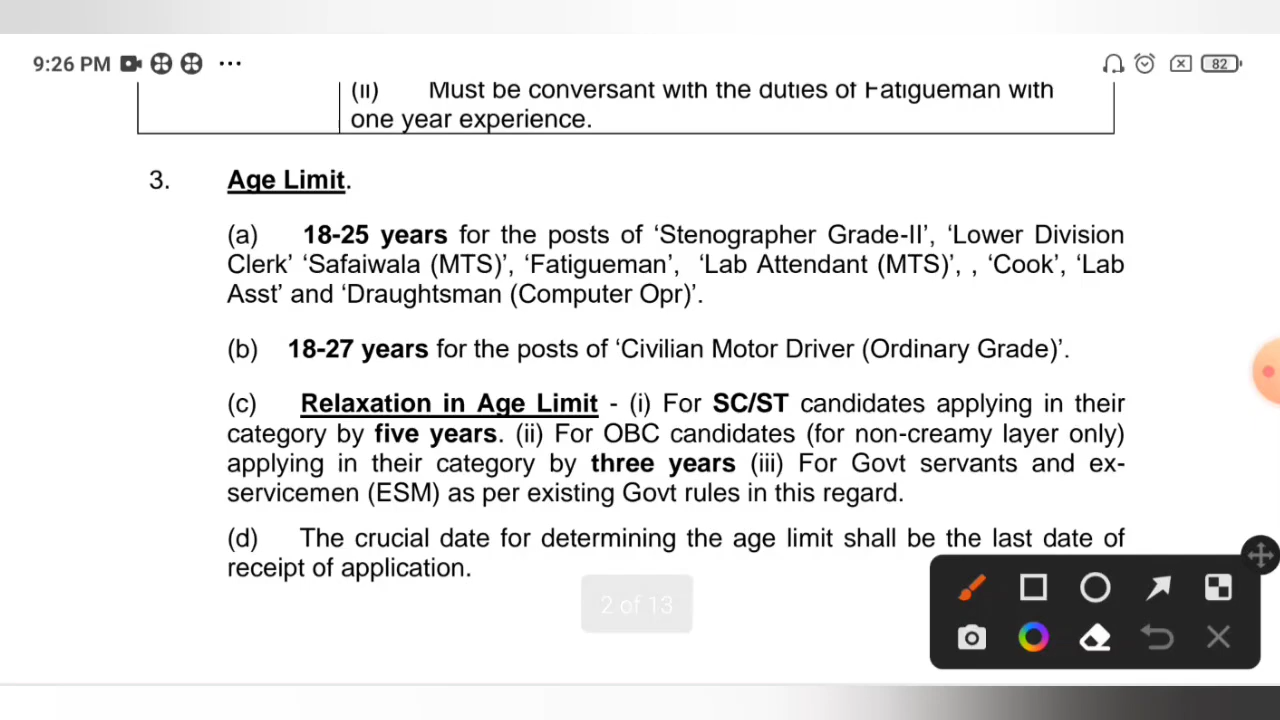 9:26 PM ...
82
(ii) Must be conversant with the duties of Fatigueman with
one year experience.
3. Age Limit.
(a) 18-25 years for the posts of ‘Stenographer Grade-II’, ‘Lower Division
Clerk’ ‘Safaiwala (MTS)’, ‘Fatigueman’, ‘Lab Attendant (MTS)’, , ‘Cook’, ‘Lab
Asst’ and ‘Draughtsman (Computer Opr)’.
(b) 18-27 years for the posts of ‘Civilian Motor Driver (Ordinary Grade)’.
(c) Relaxation in Age Limit - (i) For SC/ST candidates applying in their
category by five years. (ii) For OBC candidates (for non-creamy layer only)
applying in their category by three years (iii) For Govt servants and ex-
servicemen (ESM) as per existing Govt rules in this regard.
(d) The crucial date for determining the age limit shall be the last date of
receipt of application.
2 of 13